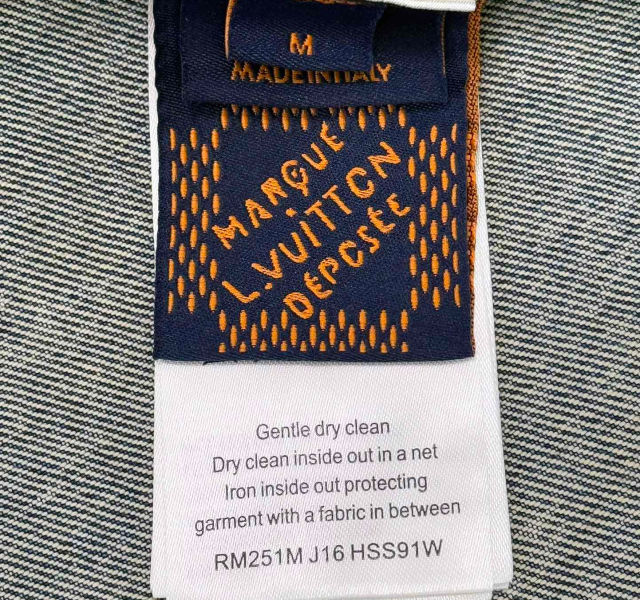 M
MADE IN ITALY
MARQUE
L.VUITTON
DÉPOSÉE
Gentle dry clean
Dry clean inside out in a net
Iron inside out protecting
garment with a fabric in between
RM251M J16 HSS91W